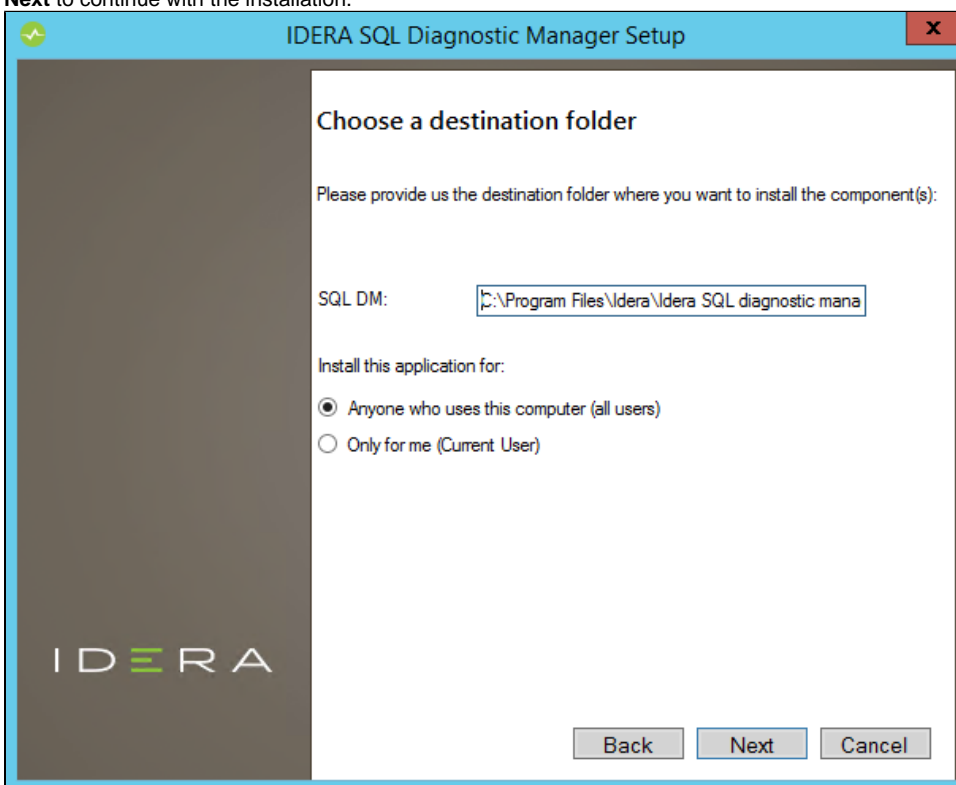 Next to continue with the installation.
IDERA SQL Diagnostic Manager Setup
x
Choose a destination folder
Please provide us the destination folder where you want to install the component(s):
SQL DM: C:\Program Files\Idera\Idera SQL diagnostic mana
Install this application for:
Anyone who uses this computer (all users)
Only for me (Current User)
IDERA
Back Next Cancel